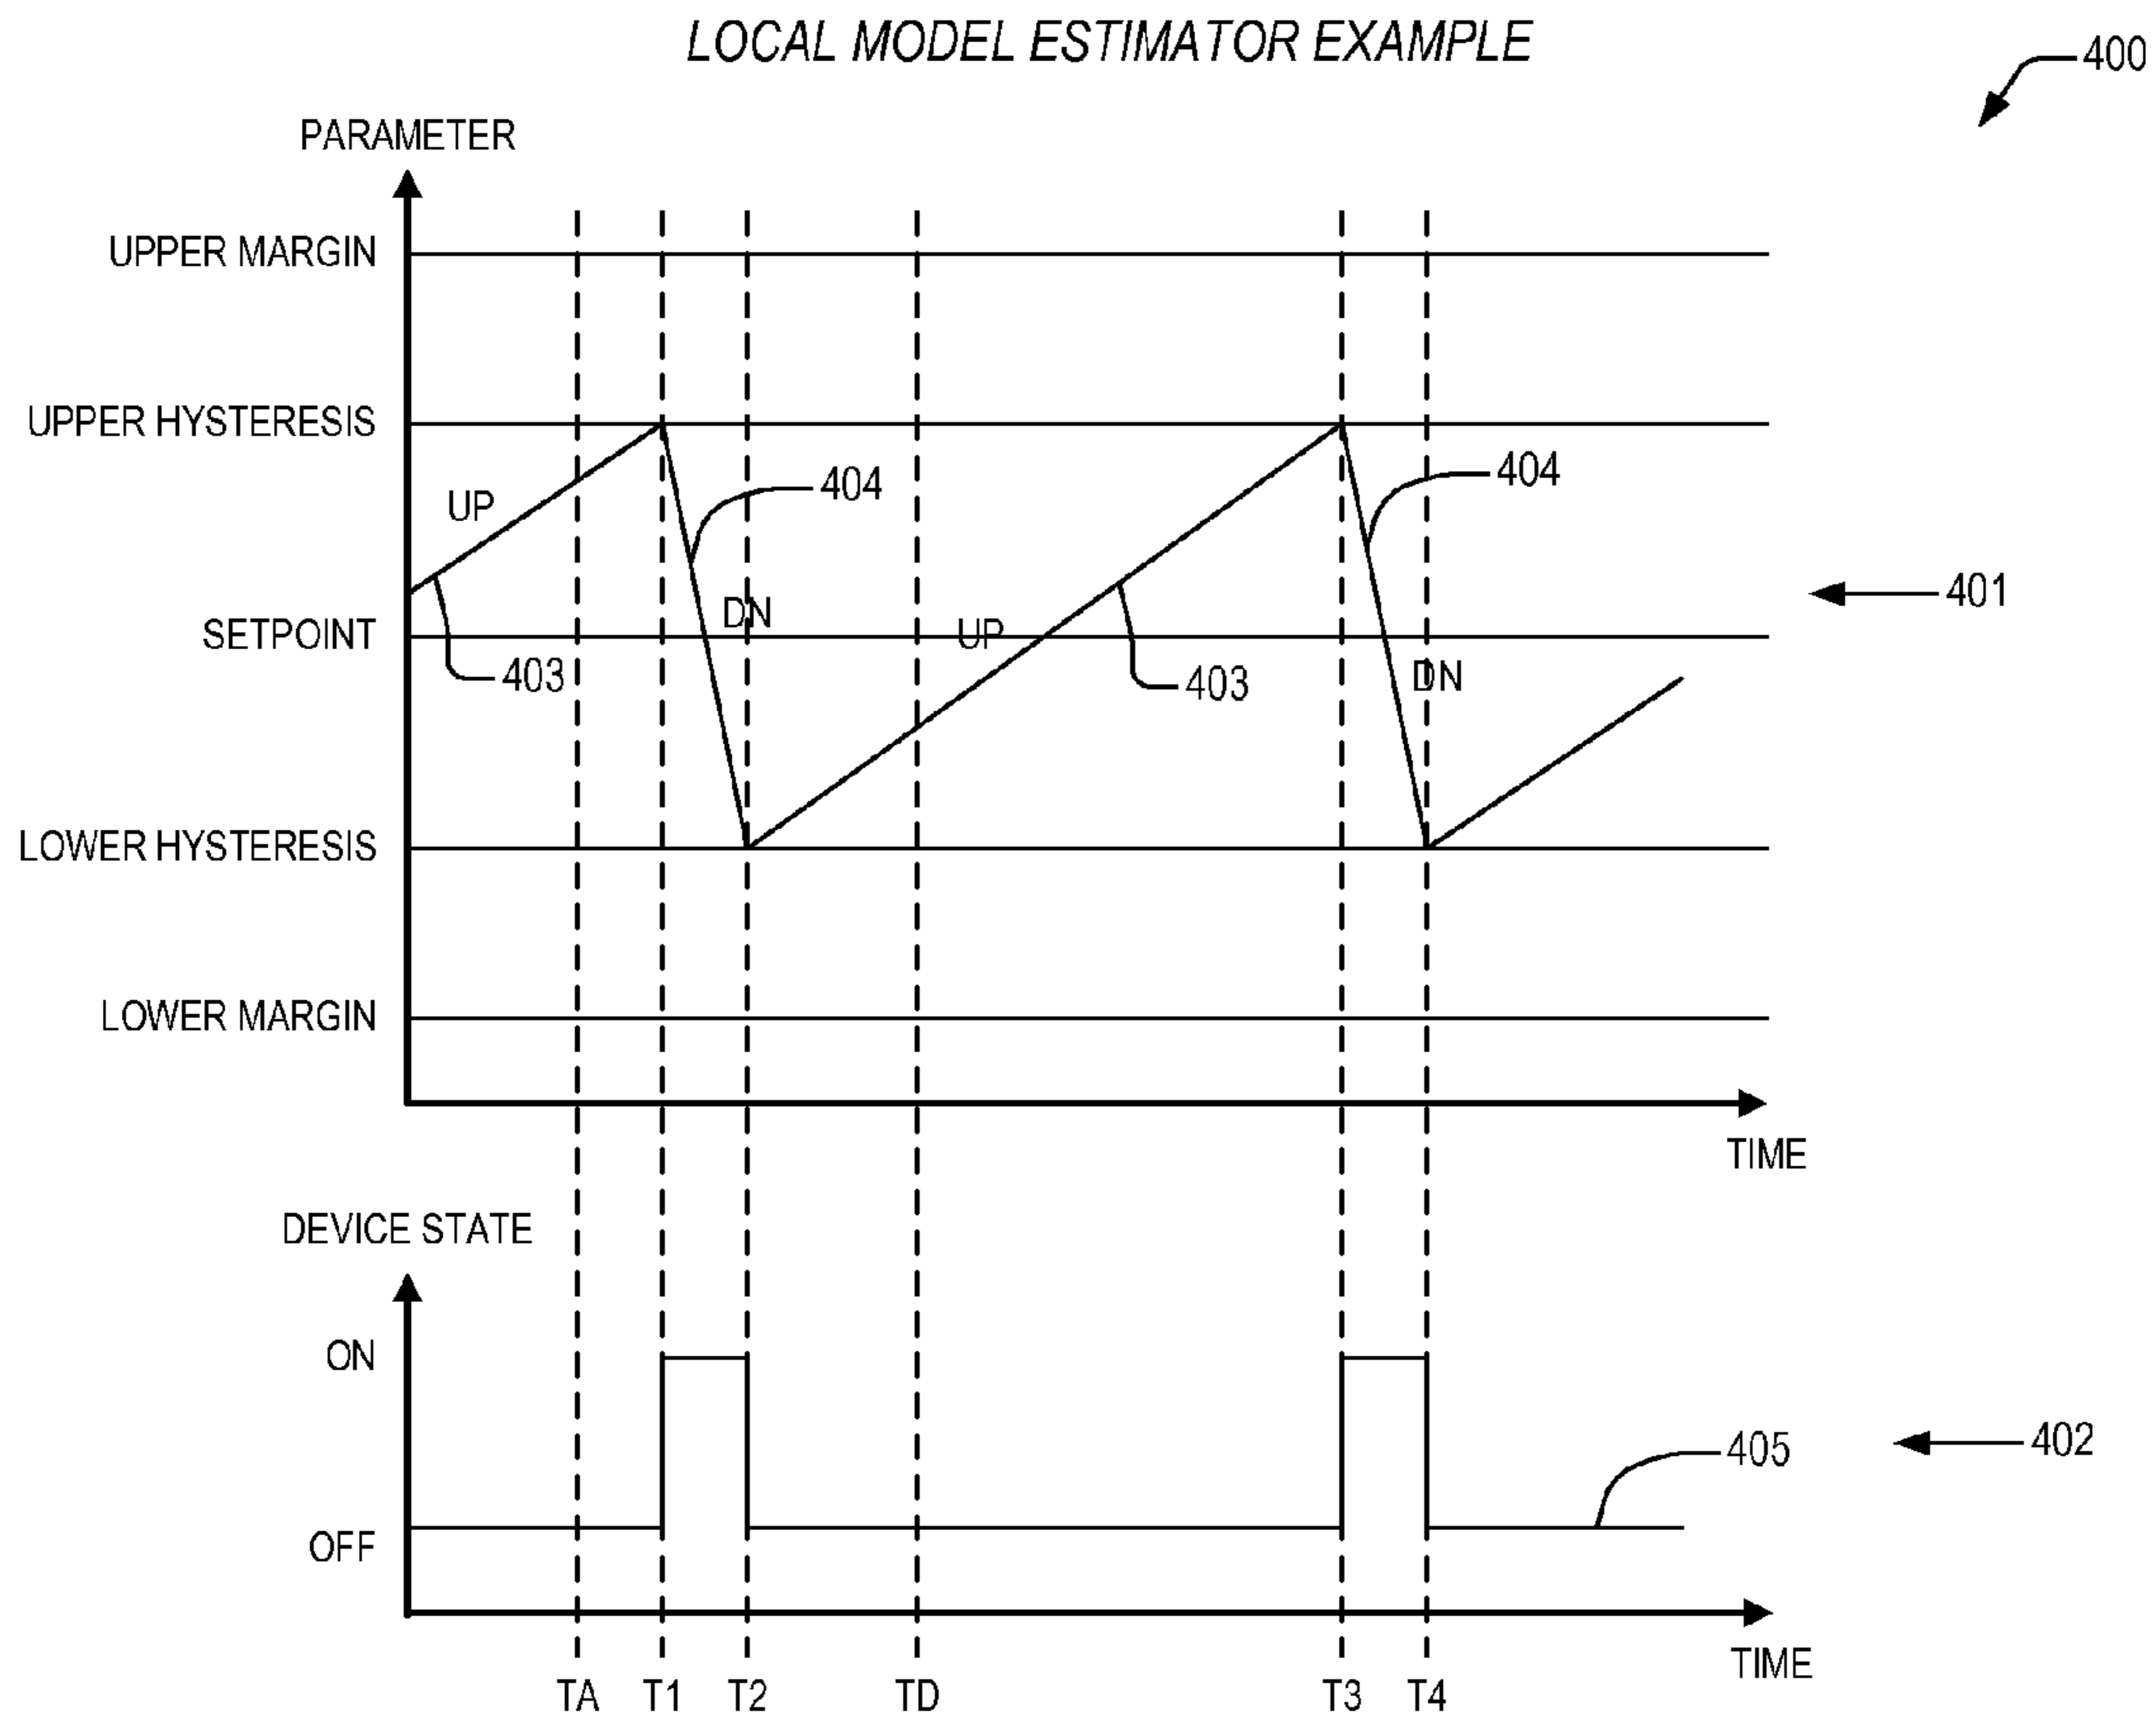 LOCAL MODEL ESTIMATOR EXAMPLE
400
PARAMETER
UPPER MARGIN
UPPER HYSTERESIS
UP
404
404
DN
401
SETPOINT
UP
403
403
DN
LOWER HYSTERESIS
LOWER MARGIN
TIME
DEVICE STATE
ON
405
402
OFF
TIME
TA T1 T2 TD T3 T4